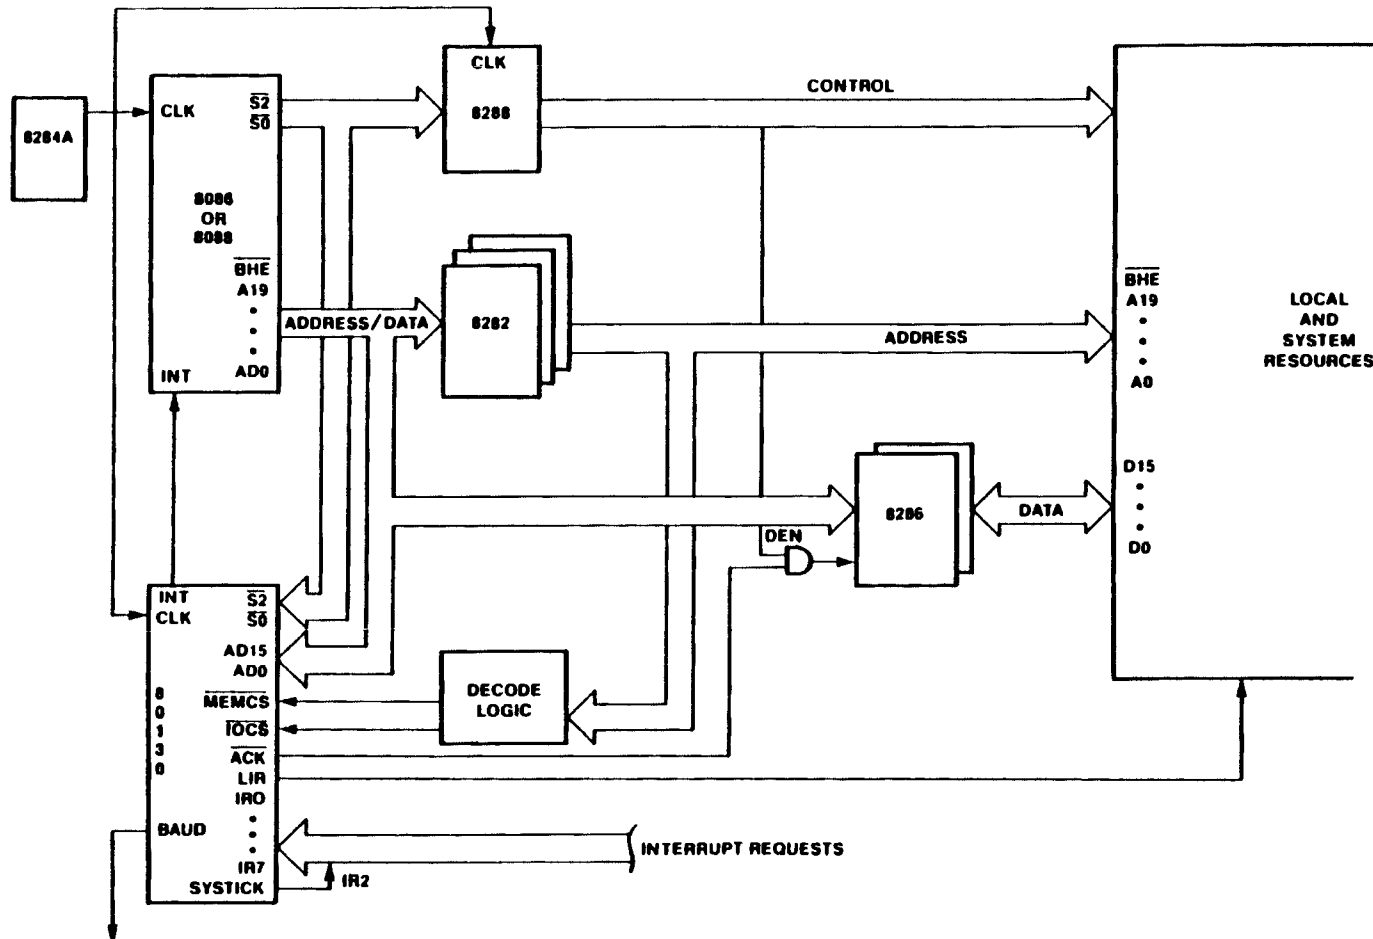 8284A
CLK
S2
S0
8086
OR
8088
BHE
A19
•
•
•
AD0
INT
CLK
8288
CONTROL
ADDRESS/DATA
8282
ADDRESS
BHE
A19
•
•
•
A0
LOCAL
AND
SYSTEM
RESOURCES
D15
•
•
•
D0
8286
DATA
DEN
INT
CLK
S2
S0
AD15
AD0
MEMCS
IOCS
ACK
LIR
IR0
•
•
•
IR7
SYSTICK
BAUD
8
0
1
3
0
DECODE
LOGIC
INTERRUPT REQUESTS
IR2